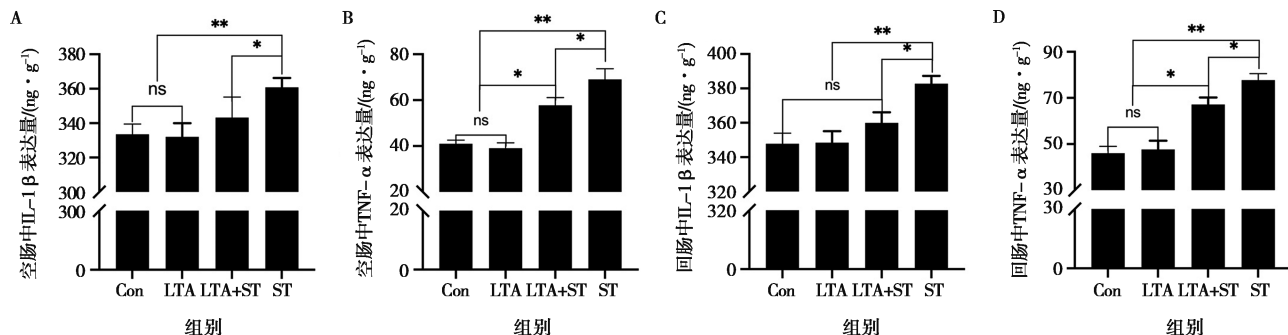 A
空肠中IL-1β表达量/(ng·g⁻¹)
380
360
340
320
300
300
0
ns
**
*
Con LTA LTA+ST ST
组别
B
空肠中TNF-α表达量/(ng·g⁻¹)
80
60
40
20
20
0
ns
*
**
*
Con LTA LTA+ST ST
组别
C
回肠中IL-1β表达量/(ng·g⁻¹)
400
380
360
340
320
320
0
ns
**
*
Con LTA LTA+ST ST
组别
D
回肠中TNF-α表达量/(ng·g⁻¹)
90
70
50
30
30
0
ns
*
**
*
Con LTA LTA+ST ST
组别